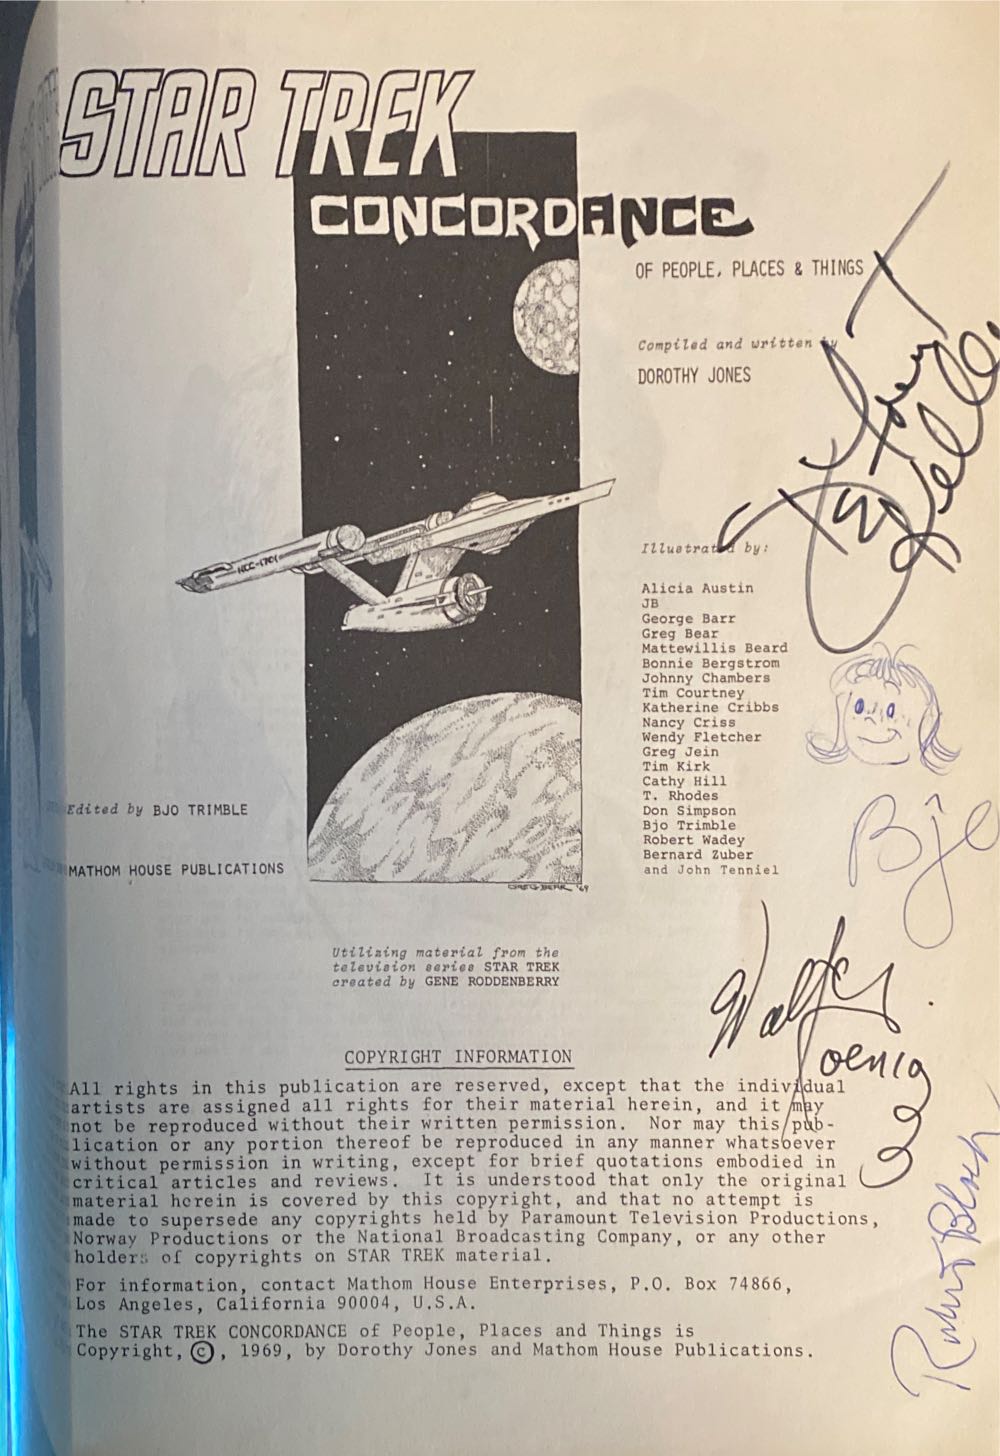 STAR TREK
CONCORDANCE
OF PEOPLE, PLACES & THINGS
Compiled and written by
DOROTHY JONES
NCC-1701
Illustrated by:
Alicia Austin
JB
George Barr
Greg Bear
Mattewillis Beard
Bonnie Bergstrom
Johnny Chambers
Tim Courtney
Katherine Cribbs
Nancy Criss
Wendy Fletcher
Greg Jein
Tim Kirk
Cathy Hill
T. Rhodes
Don Simpson
Bjo Trimble
Robert Wadey
Bernard Zuber
and John Tenniel
Edited by BJO TRIMBLE
MATHOM HOUSE PUBLICATIONS
GREG BEAR '69
DeForest
Kelley
Bjo
Walter
Koenig
Robert Bloch
Utilizing material from the
television series STAR TREK
created by GENE RODDENBERRY
COPYRIGHT INFORMATION
All rights in this publication are reserved, except that the individual
artists are assigned all rights for their material herein, and it may
not be reproduced without their written permission. Nor may this pub-
lication or any portion thereof be reproduced in any manner whatsoever
without permission in writing, except for brief quotations embodied in
critical articles and reviews. It is understood that only the original
material herein is covered by this copyright, and that no attempt is
made to supersede any copyrights held by Paramount Television Productions,
Norway Productions or the National Broadcasting Company, or any other
holders of copyrights on STAR TREK material.
For information, contact Mathom House Enterprises, P.O. Box 74866,
Los Angeles, California 90004, U.S.A.
The STAR TREK CONCORDANCE of People, Places and Things is
Copyright, ©, 1969, by Dorothy Jones and Mathom House Publications.